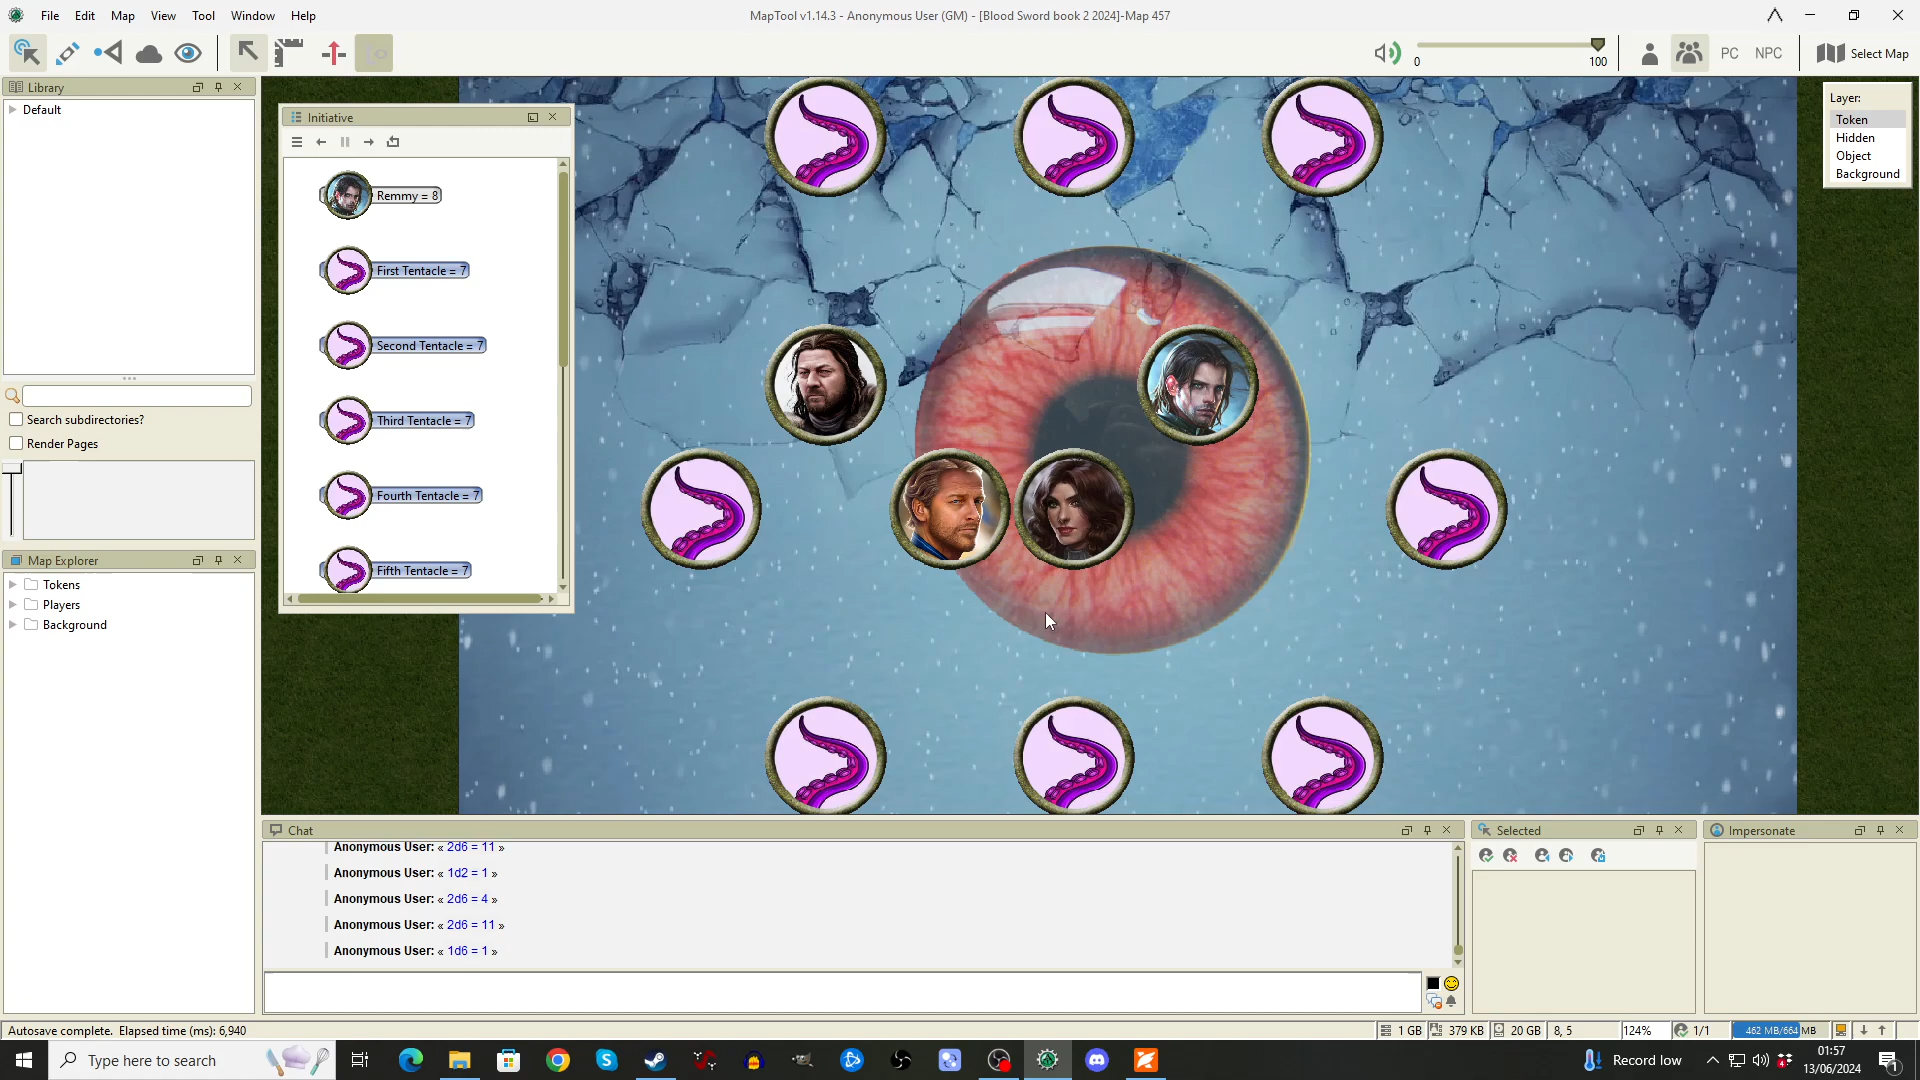 MapTool v1.14.3 - Anonymous User (GM) - [Blood Sword book 2 2024]-Map 457
File Edit Map View Tool Window Help
0 100
PC NPC
Select Map
Library
Default
Search subdirectories?
Render Pages
Map Explorer
Tokens
Players
Background
Initiative
Remmy = 8
First Tentacle = 7
Second Tentacle = 7
Third Tentacle = 7
Fourth Tentacle = 7
Fifth Tentacle = 7
Layer:
Token
Hidden
Object
Background
Chat
Anonymous User: « 2d6 = 11 »
Anonymous User: « 1d2 = 1 »
Anonymous User: « 2d6 = 4 »
Anonymous User: « 2d6 = 11 »
Anonymous User: « 1d6 = 1 »
Selected
Impersonate
Autosave complete. Elapsed time (ms): 6,940
1 GB 379 KB 20 GB 8, 5 124% 1/1 462 MB/664 MB
Type here to search
Record low
01:57
13/06/2024
1